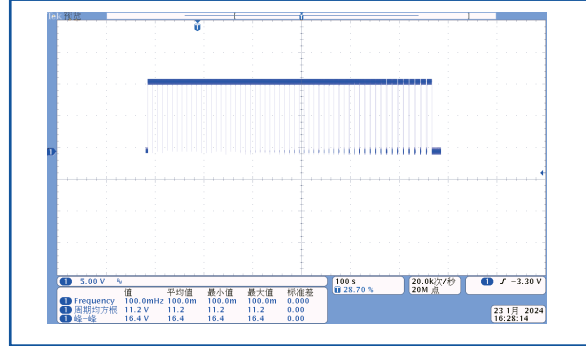 Tek 预览
T
T
1
1 5.00 V
100 s
T 28.70 %
20.0k次/秒
20M 点
1 -3.30 V
值 平均值 最小值 最大值 标准差
1 Frequency 100.0mHz 100.0m 100.0m 100.0m 0.000
1 周期均方根 11.2 V 11.2 11.2 11.2 0.00
1 峰-峰 16.4 V 16.4 16.4 16.4 0.00
23 1月 2024
16:28:14